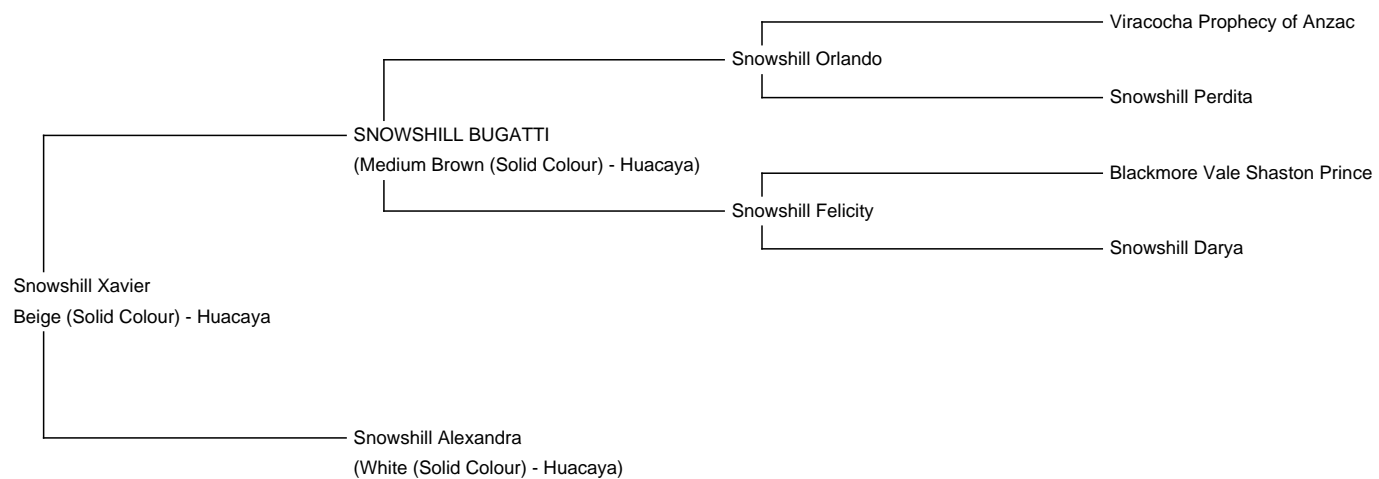 Viracocha Prophecy of Anzac
Snowshill Orlando
Snowshill Perdita
SNOWSHILL BUGATTI
(Medium Brown (Solid Colour) - Huacaya)
Blackmore Vale Shaston Prince
Snowshill Felicity
Snowshill Darya
Snowshill Xavier
Beige (Solid Colour) - Huacaya
Snowshill Alexandra
(White (Solid Colour) - Huacaya)